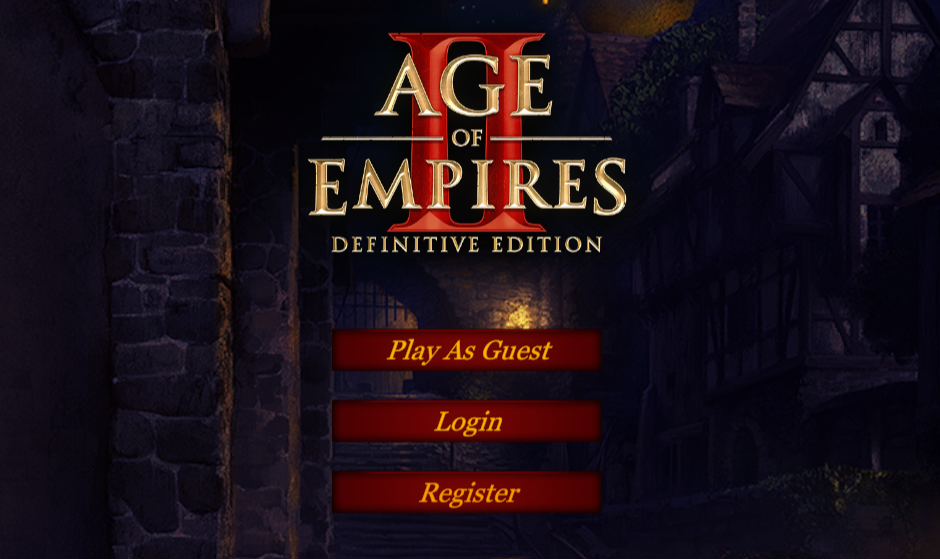 II
AGE
OF
EMPIRES
DEFINITIVE EDITION
Play As Guest
Login
Register